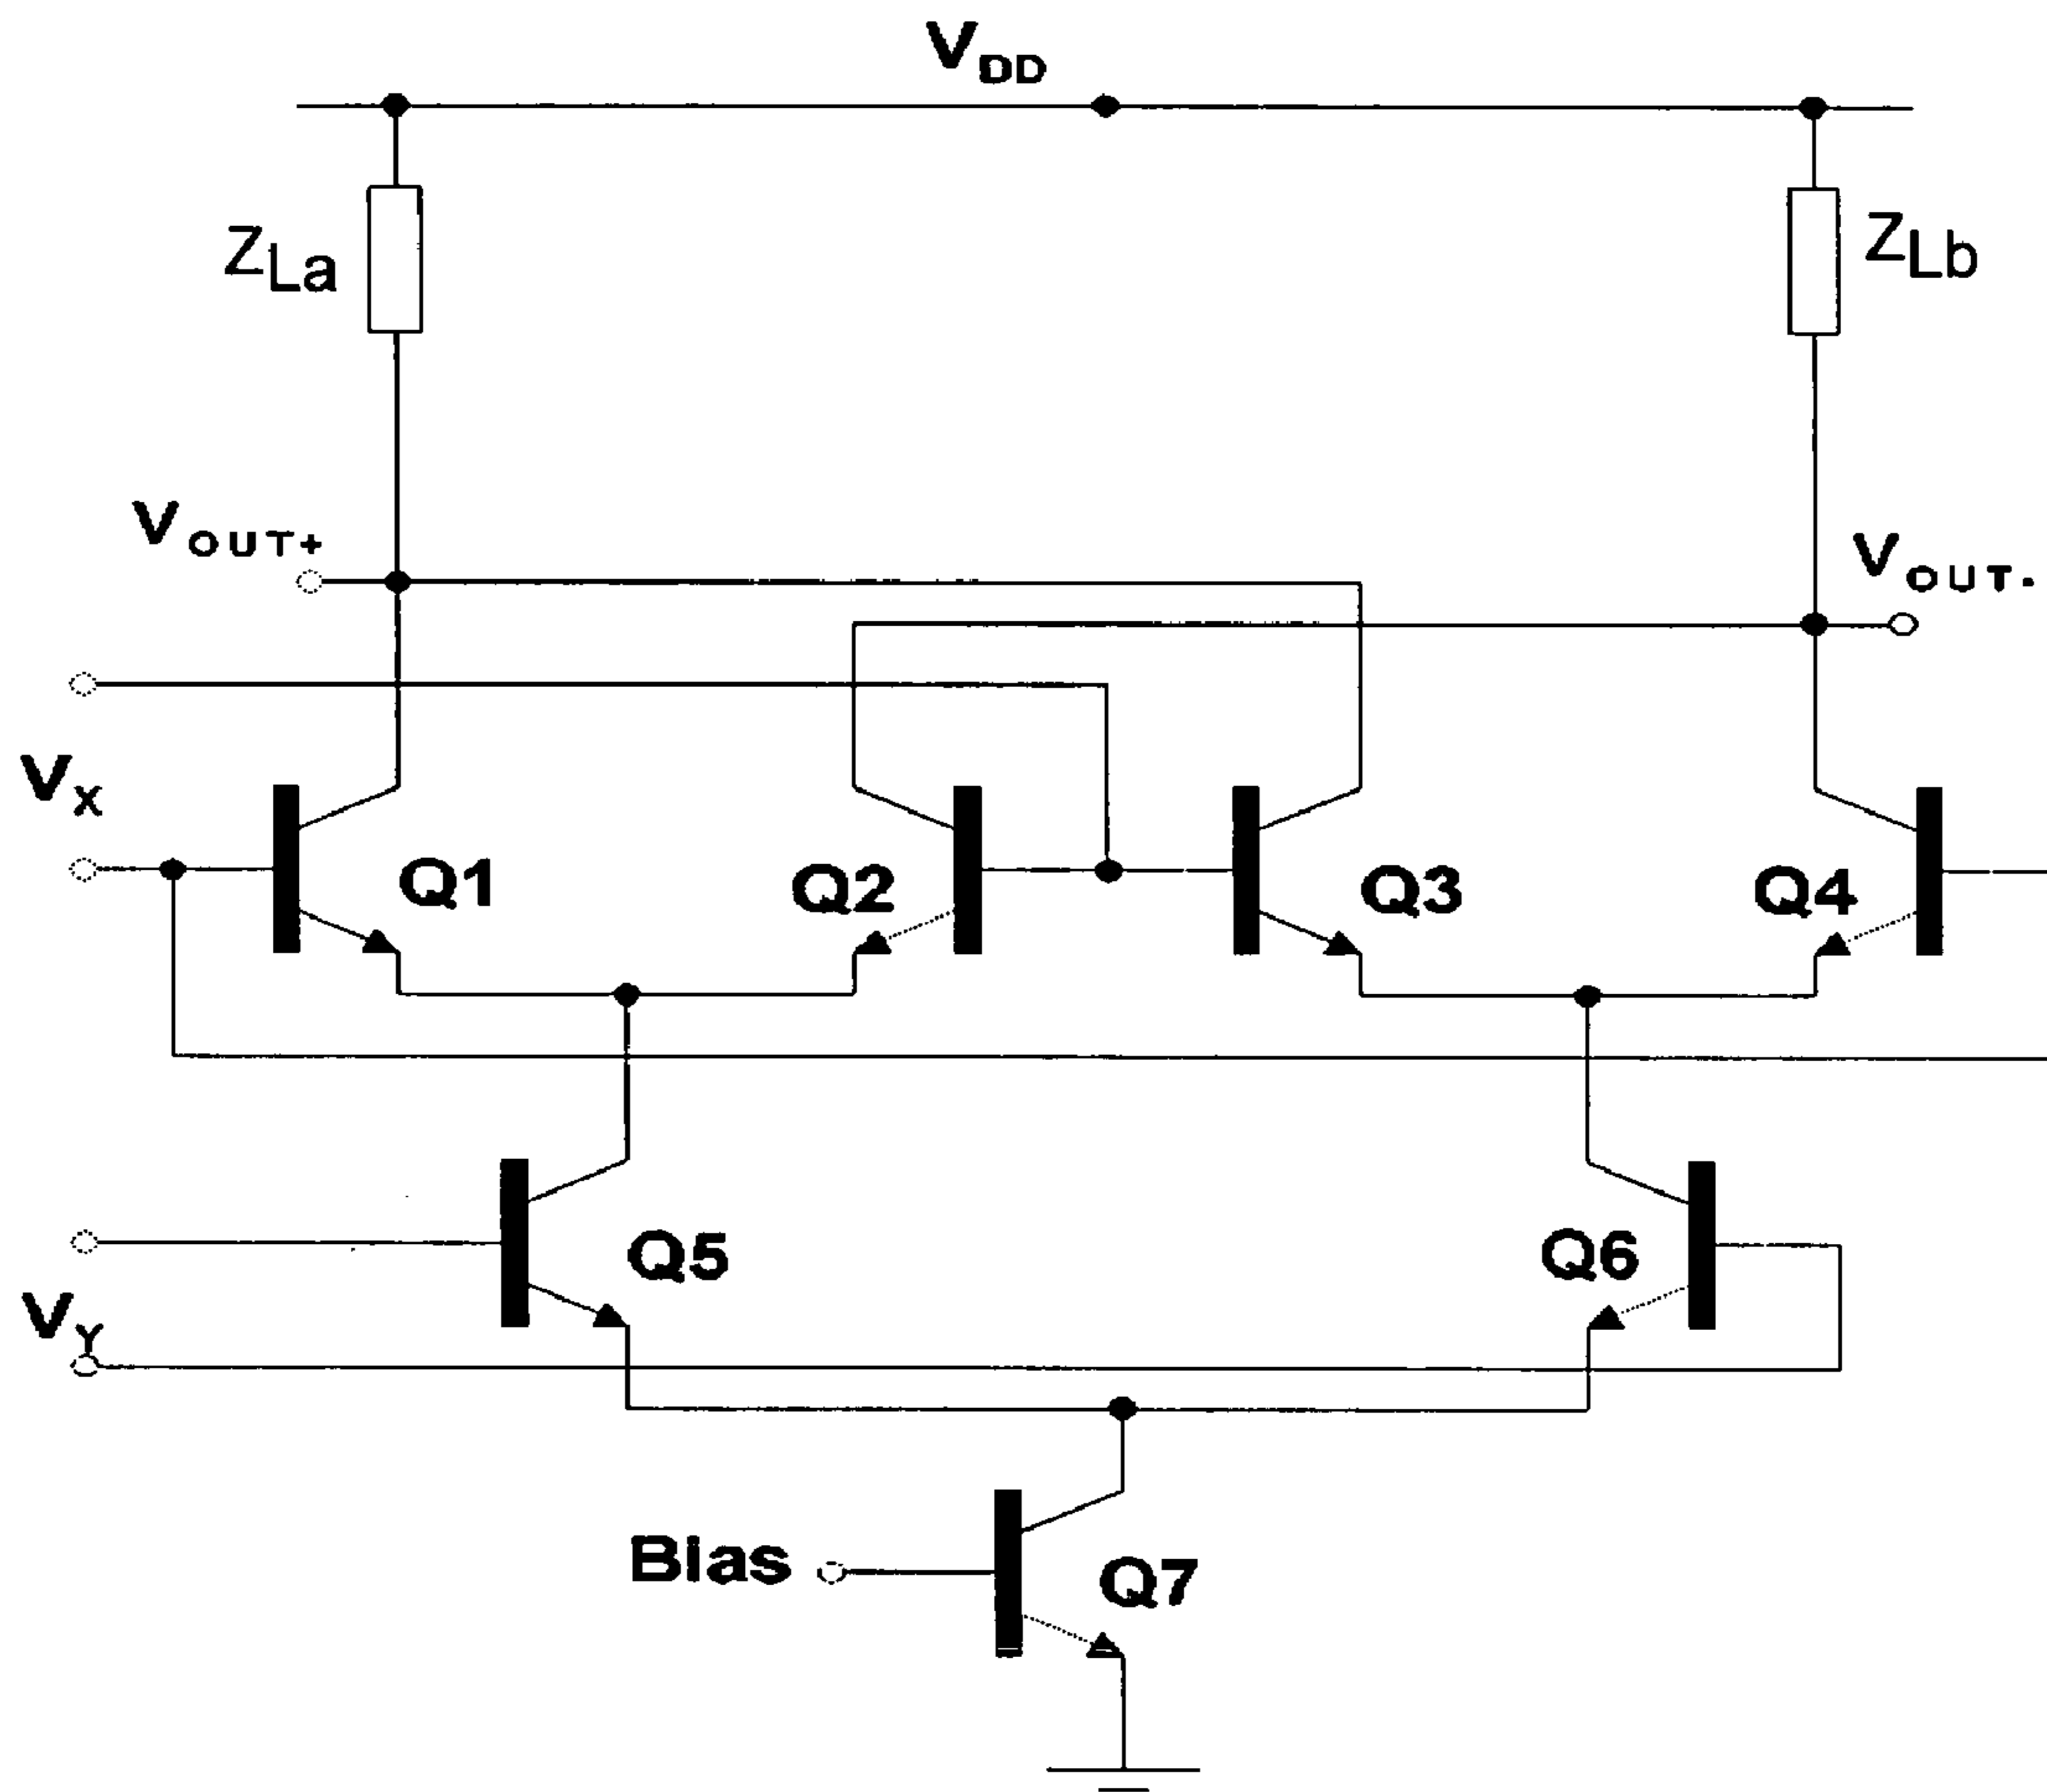 VDD
ZLa
ZLb
VOUT+
VOUT-
VX
Q1
Q2
Q3
Q4
Q5
Q6
VY
Bias
Q7